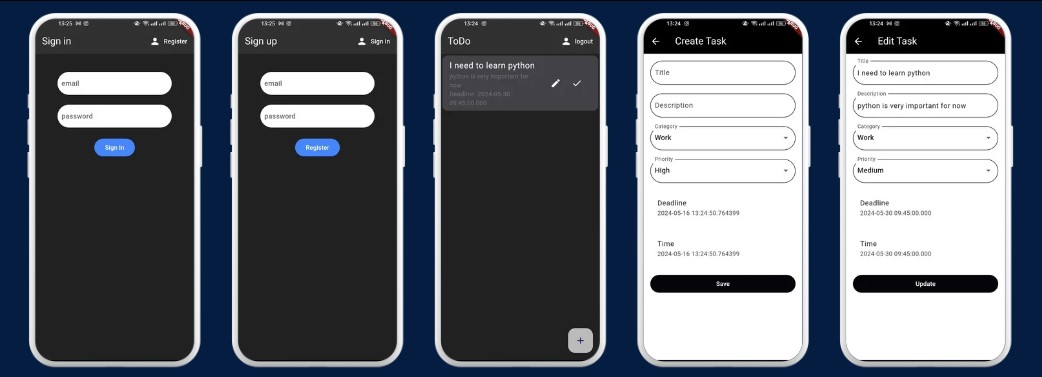 13:25
Sign in
Register
email
password
Sign In
13:25
Sign up
Sign In
email
password
Register
13:24
ToDo
logout
I need to learn python
python is very important for
now
Deadline: 2024-05-30
09:45:00.000
+
13:24
Create Task
Title
Description
Category
Work
Priority
High
Deadline
2024-05-16 13:24:50.764399
Time
2024-05-16 13:24:50.764399
Save
13:24
Edit Task
Title
I need to learn python
Description
python is very important for now
Category
Work
Priority
Medium
Deadline
2024-05-30 09:45:00.000
Time
2024-05-30 09:45:00.000
Update